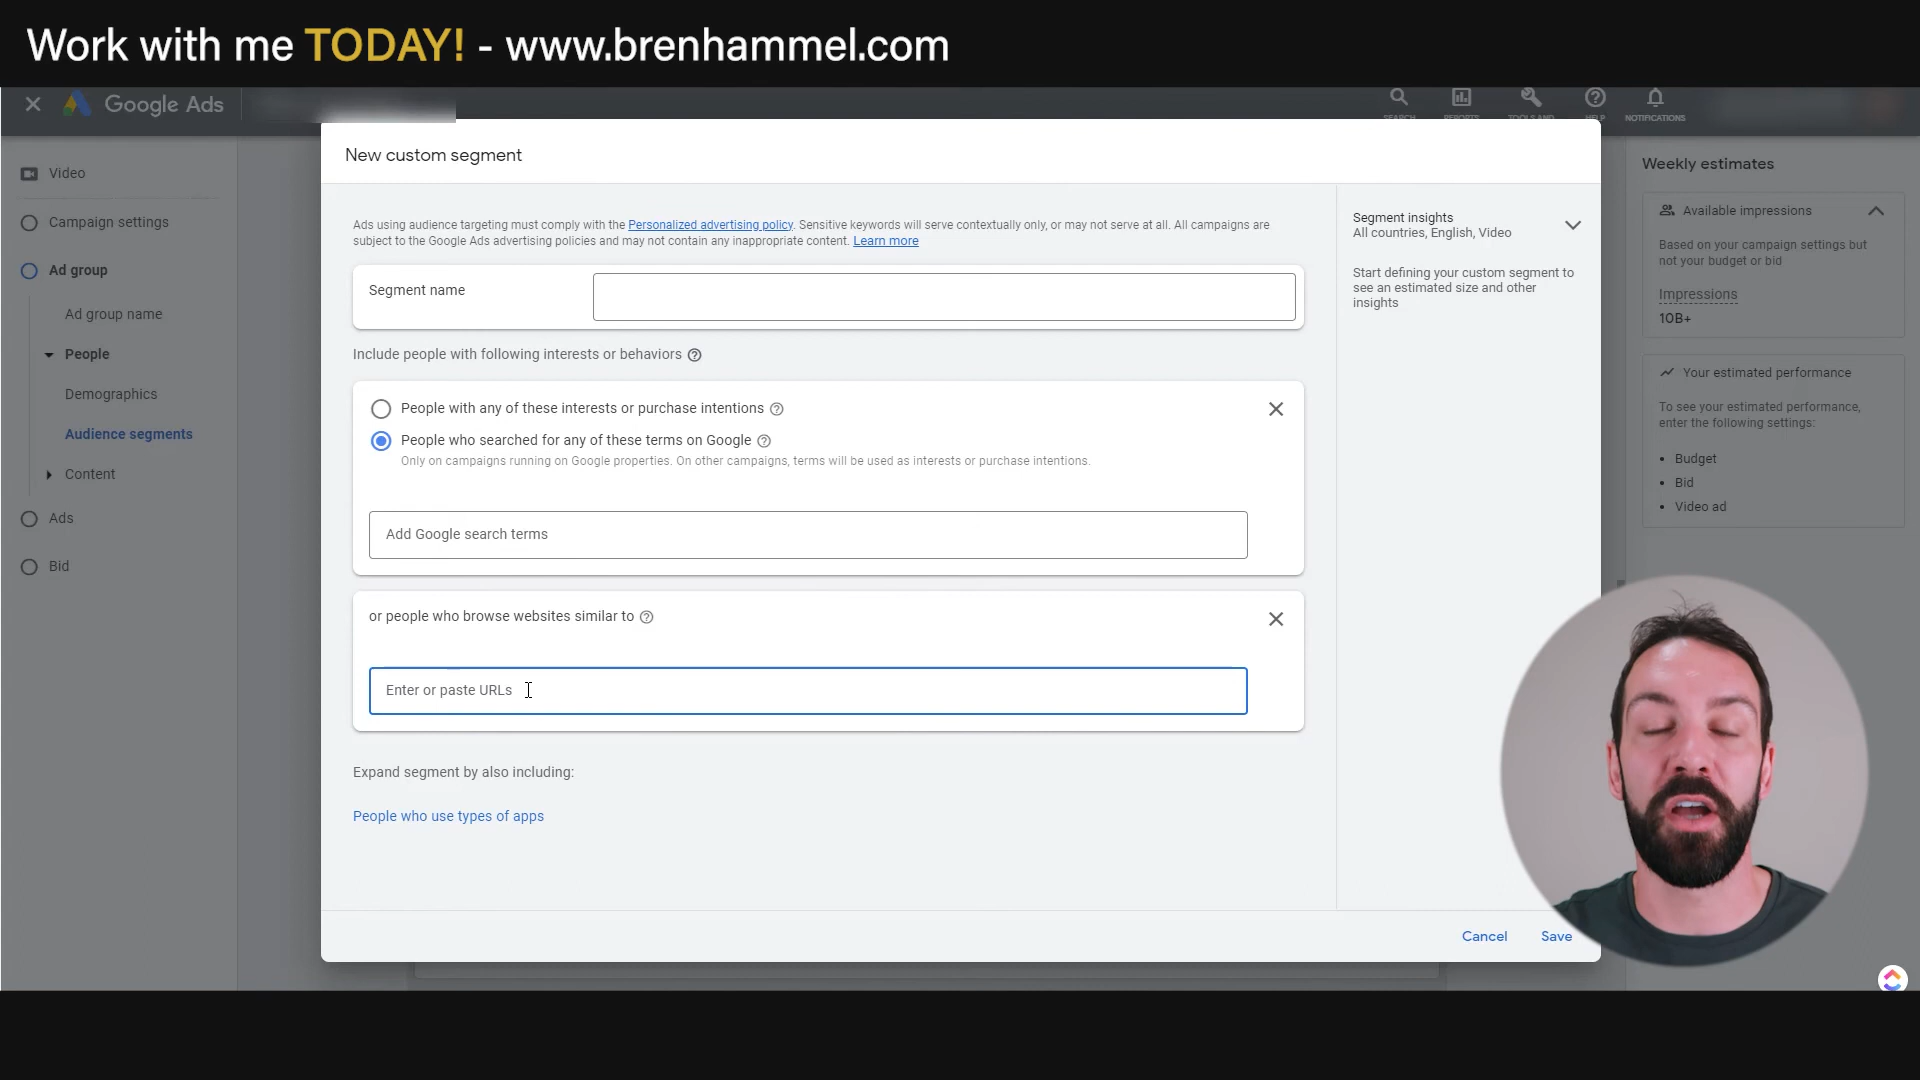 Work with me TODAY! - www.brenhammel.com
Google Ads
SEARCH
REPORTS
TOOLS AND
HELP
NOTIFICATIONS
New custom segment
Video
Campaign settings
Ad group
Ad group name
People
Demographics
Audience segments
Content
Ads
Bid
Ads using audience targeting must comply with the Personalized advertising policy. Sensitive keywords will serve contextually only, or may not serve at all. All campaigns are
subject to the Google Ads advertising policies and may not contain any inappropriate content. Learn more
Segment name
Include people with following interests or behaviors
People with any of these interests or purchase intentions
People who searched for any of these terms on Google
Only on campaigns running on Google properties. On other campaigns, terms will be used as interests or purchase intentions.
Add Google search terms
or people who browse websites similar to
Enter or paste URLs
Expand segment by also including:
People who use types of apps
Segment insights
All countries, English, Video
Start defining your custom segment to
see an estimated size and other
insights
Cancel
Save
Weekly estimates
Available impressions
Based on your campaign settings but
not your budget or bid
Impressions
10B+
Your estimated performance
To see your estimated performance,
enter the following settings:
• Budget
• Bid
• Video ad